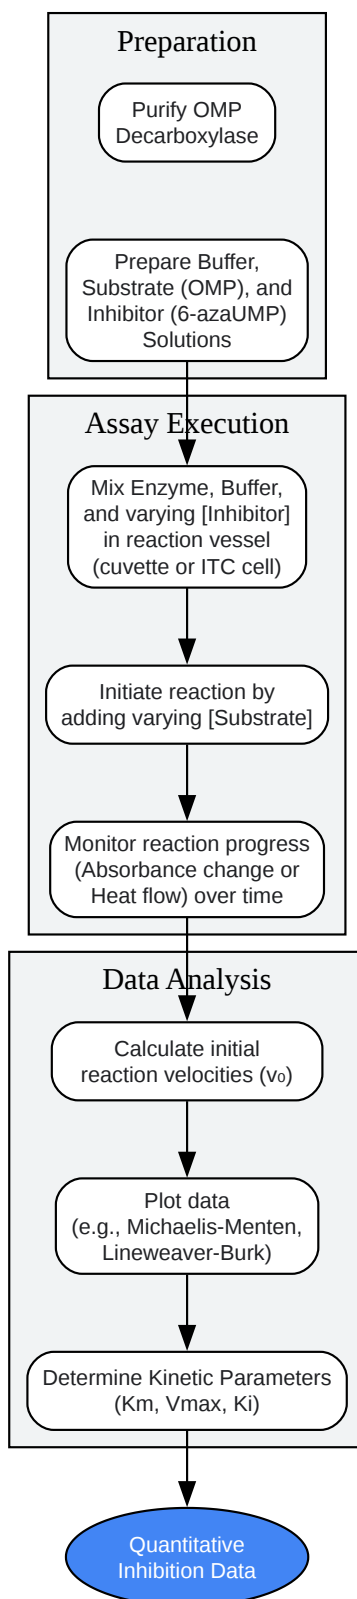 Preparation
Purify OMP
Decarboxylase
Prepare Buffer,
Substrate (OMP), and
Inhibitor (6-azaUMP)
Solutions
Assay Execution
Mix Enzyme, Buffer,
and varying [Inhibitor]
in reaction vessel
(cuvette or ITC cell)
Initiate reaction by
adding varying [Substrate]
Monitor reaction progress
(Absorbance change or
Heat flow) over time
Data Analysis
Calculate initial
reaction velocities (v₀)
Plot data
(e.g., Michaelis-Menten,
Lineweaver-Burk)
Determine Kinetic Parameters
(Km, Vmax, Ki)
Quantitative
Inhibition Data